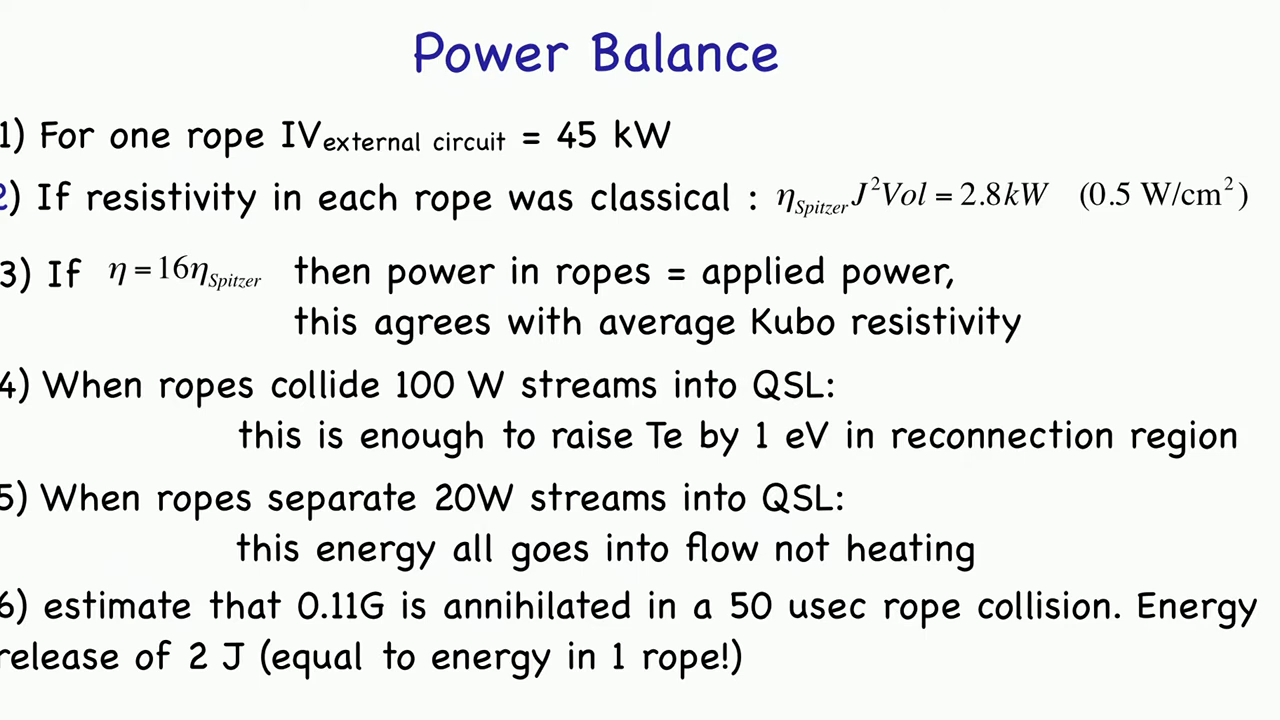 Power Balance
1) For one rope IV_external circuit = 45 kW
2) If resistivity in each rope was classical : η_Spitzer J²Vol = 2.8kW (0.5 W/cm²)
3) If η = 16η_Spitzer then power in ropes = applied power,
this agrees with average Kubo resistivity
4) When ropes collide 100 W streams into QSL:
this is enough to raise Te by 1 eV in reconnection region
5) When ropes separate 20W streams into QSL:
this energy all goes into flow not heating
6) estimate that 0.11G is annihilated in a 50 usec rope collision. Energy
release of 2 J (equal to energy in 1 rope!)